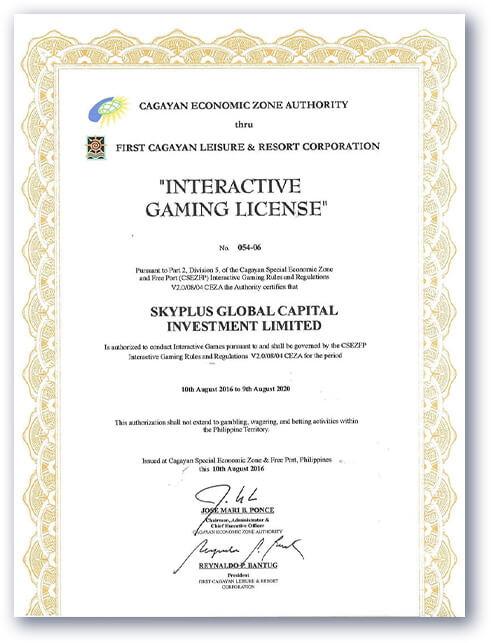 CAGAYAN ECONOMIC ZONE AUTHORITY
thru
FIRST CAGAYAN LEISURE & RESORT CORPORATION
"INTERACTIVE
GAMING LICENSE"
No. 054-06
Pursuant to Part 2, Division 5, of the Cagayan Special Economic Zone
and Free Port (CSEZFP) Interactive Gaming Rules and Regulations
V2.0/08/04 CEZA the Authority certifies that
SKYPLUS GLOBAL CAPITAL
INVESTMENT LIMITED
Is authorized to conduct Interactive Games pursuant to and shall be governed by the CSEZFP
Interactive Gaming Rules and Regulations V2.0/08/04 CEZA for the period
10th August 2016 to 9th August 2020
This authorization shall not extend to gambling, wagering, and betting activities within
the Philippine Territory.
Issued at Cagayan Special Economic Zone & Free Port, Philippines
this 10th August 2016
JOSE MARI B. PONCE
Chairman, Administrator &
Chief Executive Officer
CAGAYAN ECONOMIC ZONE AUTHORITY
REYNALDO P. BANTUG
President
FIRST CAGAYAN LEISURE & RESORT
CORPORATION